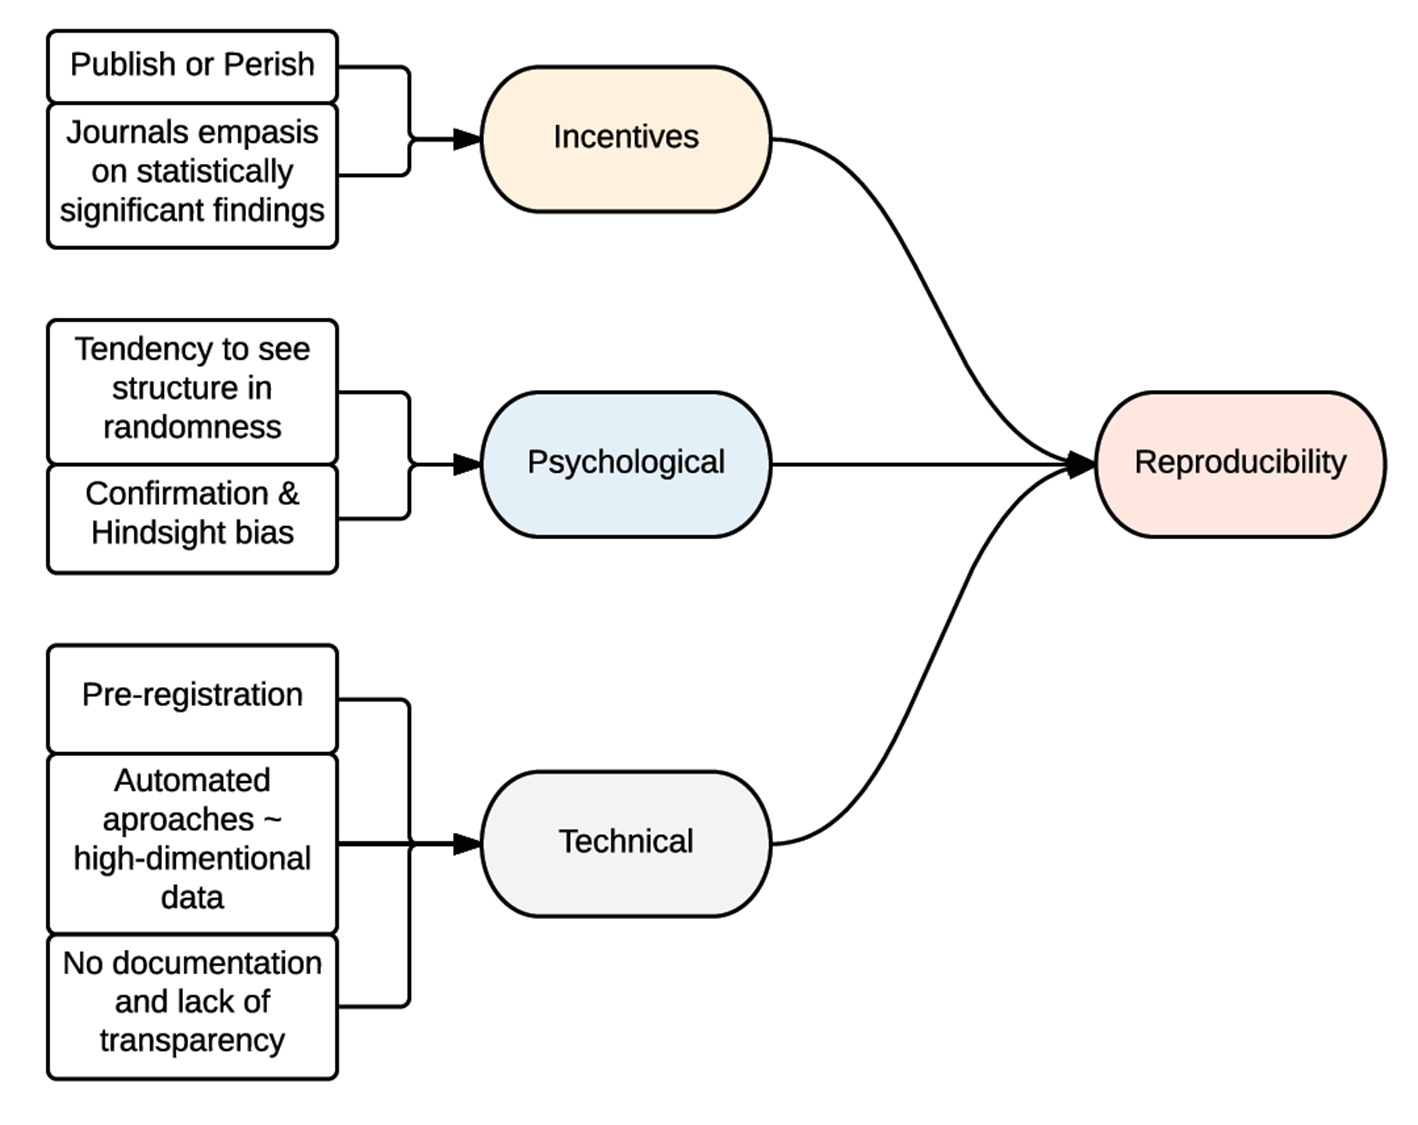 Publish or Perish
Journals empasis
on statistically
significant findings
Incentives
Tendency to see
structure in
randomness
Confirmation &
Hindsight bias
Psychological
Reproducibility
Pre-registration
Automated
aproaches ~
high-dimentional
data
No documentation
and lack of
transparency
Technical